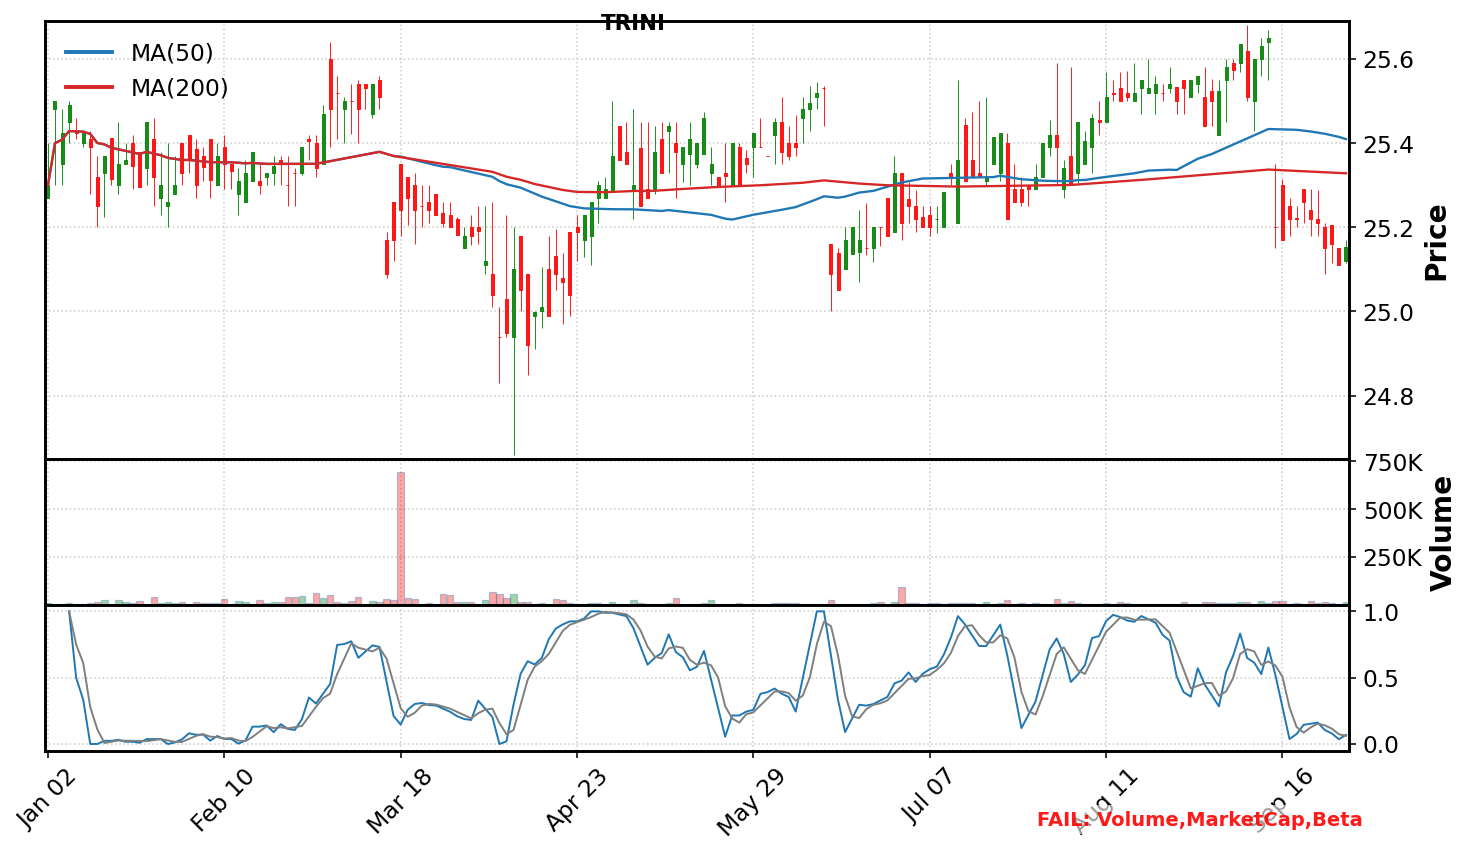 TRINI
MA(50)
MA(200)
25.6
25.4
25.2
25.0
24.8
Price
750K
500K
250K
Volume
1.0
0.5
0.0
Jan 02
Feb 10
Mar 18
Apr 23
May 29
Jul 07
Aug 11
Sep 16
FAIL: Volume,MarketCap,Beta